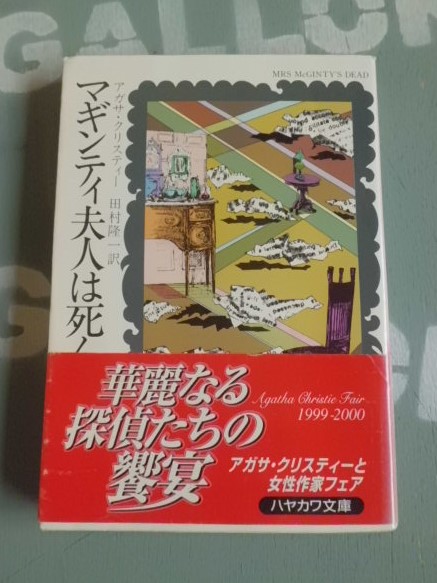 GALLON
MRS McGINTY'S DEAD
アガサ・クリスティー 田村隆一訳
マギンティ夫人は死ん
華麗なる
探偵たちの
饗宴
Agatha Christie Fair
1999-2000
アガサ・クリスティーと
女性作家フェア
ハヤカワ文庫